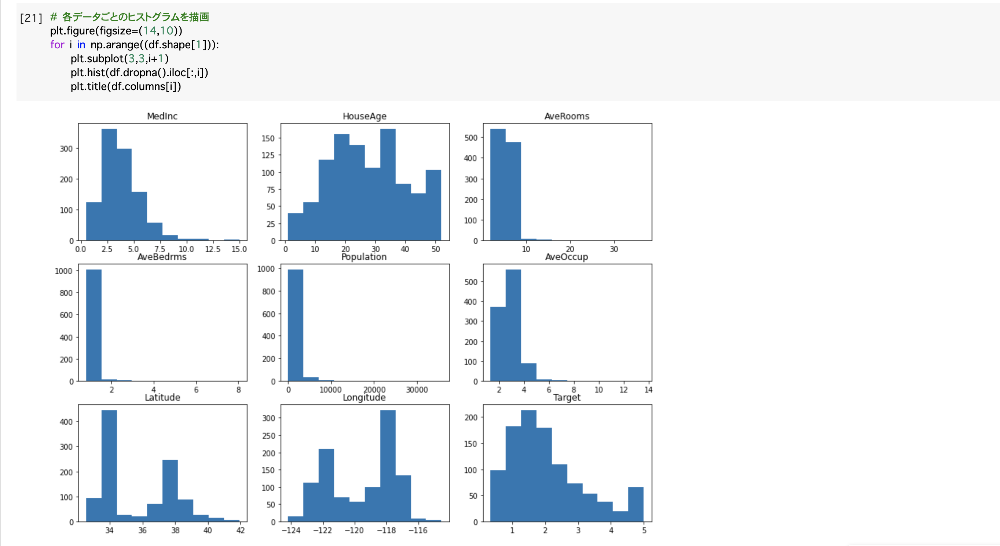 [21] # 各データごとのヒストグラムを描画
plt.figure(figsize=(14,10))
for i in np.arange((df.shape[1])):
plt.subplot(3,3,i+1)
plt.hist(df.dropna().iloc[:,i])
plt.title(df.columns[i])
MedInc
300
200
100
0
0.0 2.5 5.0 7.5 10.0 12.5 15.0
HouseAge
150
125
100
75
50
25
0
0 10 20 30 40 50
AveRooms
500
400
300
200
100
0
10 20 30
AveBedrms
1000
800
600
400
200
0
2 4 6 8
Population
1000
800
600
400
200
0
0 10000 20000 30000
AveOccup
500
400
300
200
100
0
2 4 6 8 10 12 14
Latitude
400
300
200
100
0
34 36 38 40 42
Longitude
300
250
200
150
100
50
0
−124 −122 −120 −118 −116
Target
200
150
100
50
0
1 2 3 4 5